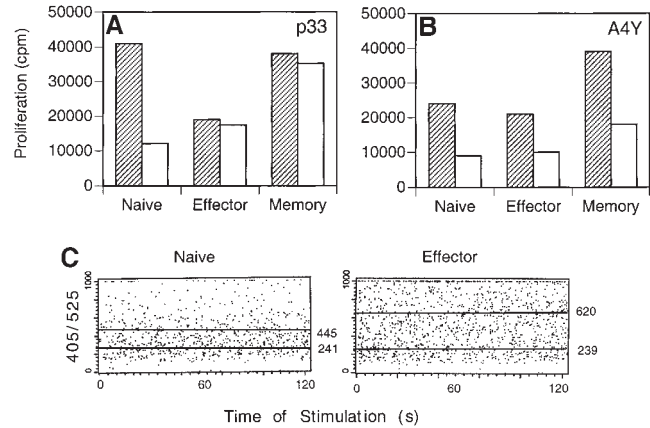 A
p33
B
A4Y
Proliferation (cpm)
50000
40000
30000
20000
10000
0
Naive
Effector
Memory
50000
40000
30000
20000
10000
0
Naive
Effector
Memory
C
Naive
Effector
405/525
1000
0
445
241
0
60
120
1000
0
620
239
0
60
120
Time of Stimulation (s)